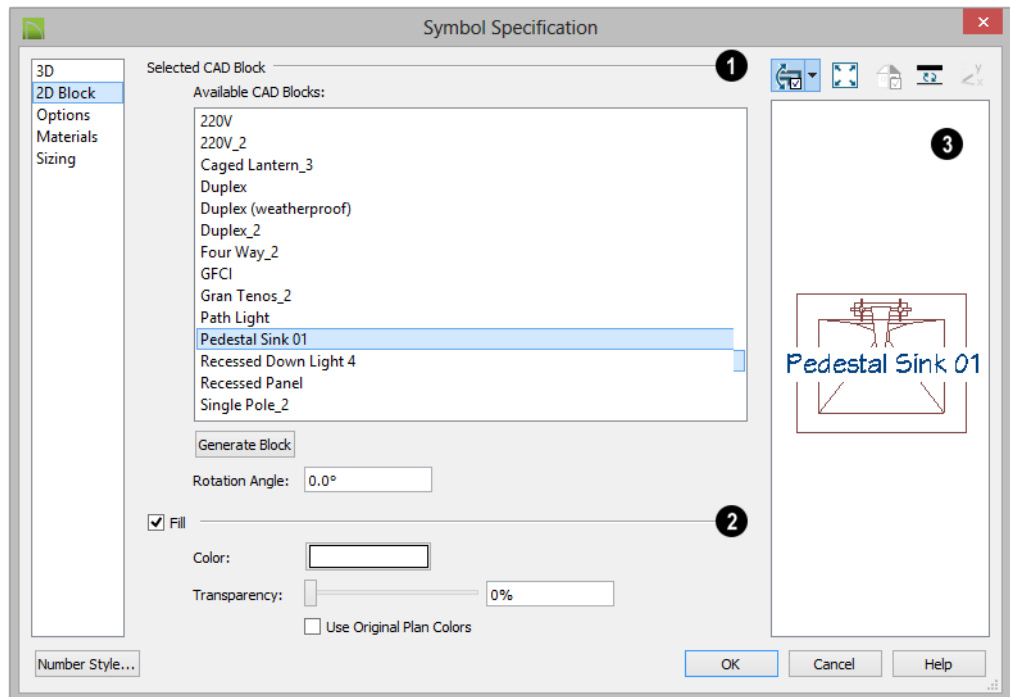 Symbol Specification
3D
2D Block
Options
Materials
Sizing
Selected CAD Block
1
Available CAD Blocks:
220V
220V_2
Caged Lantern_3
Duplex
Duplex (weatherproof)
Duplex_2
Four Way_2
GFCI
Gran Tenos_2
Path Light
Pedestal Sink 01
Recessed Down Light 4
Recessed Panel
Single Pole_2
Generate Block
Rotation Angle: 0.0°
Fill
2
Color:
Transparency: 0%
Use Original Plan Colors
3
Pedestal Sink 01
Number Style...
OK
Cancel
Help